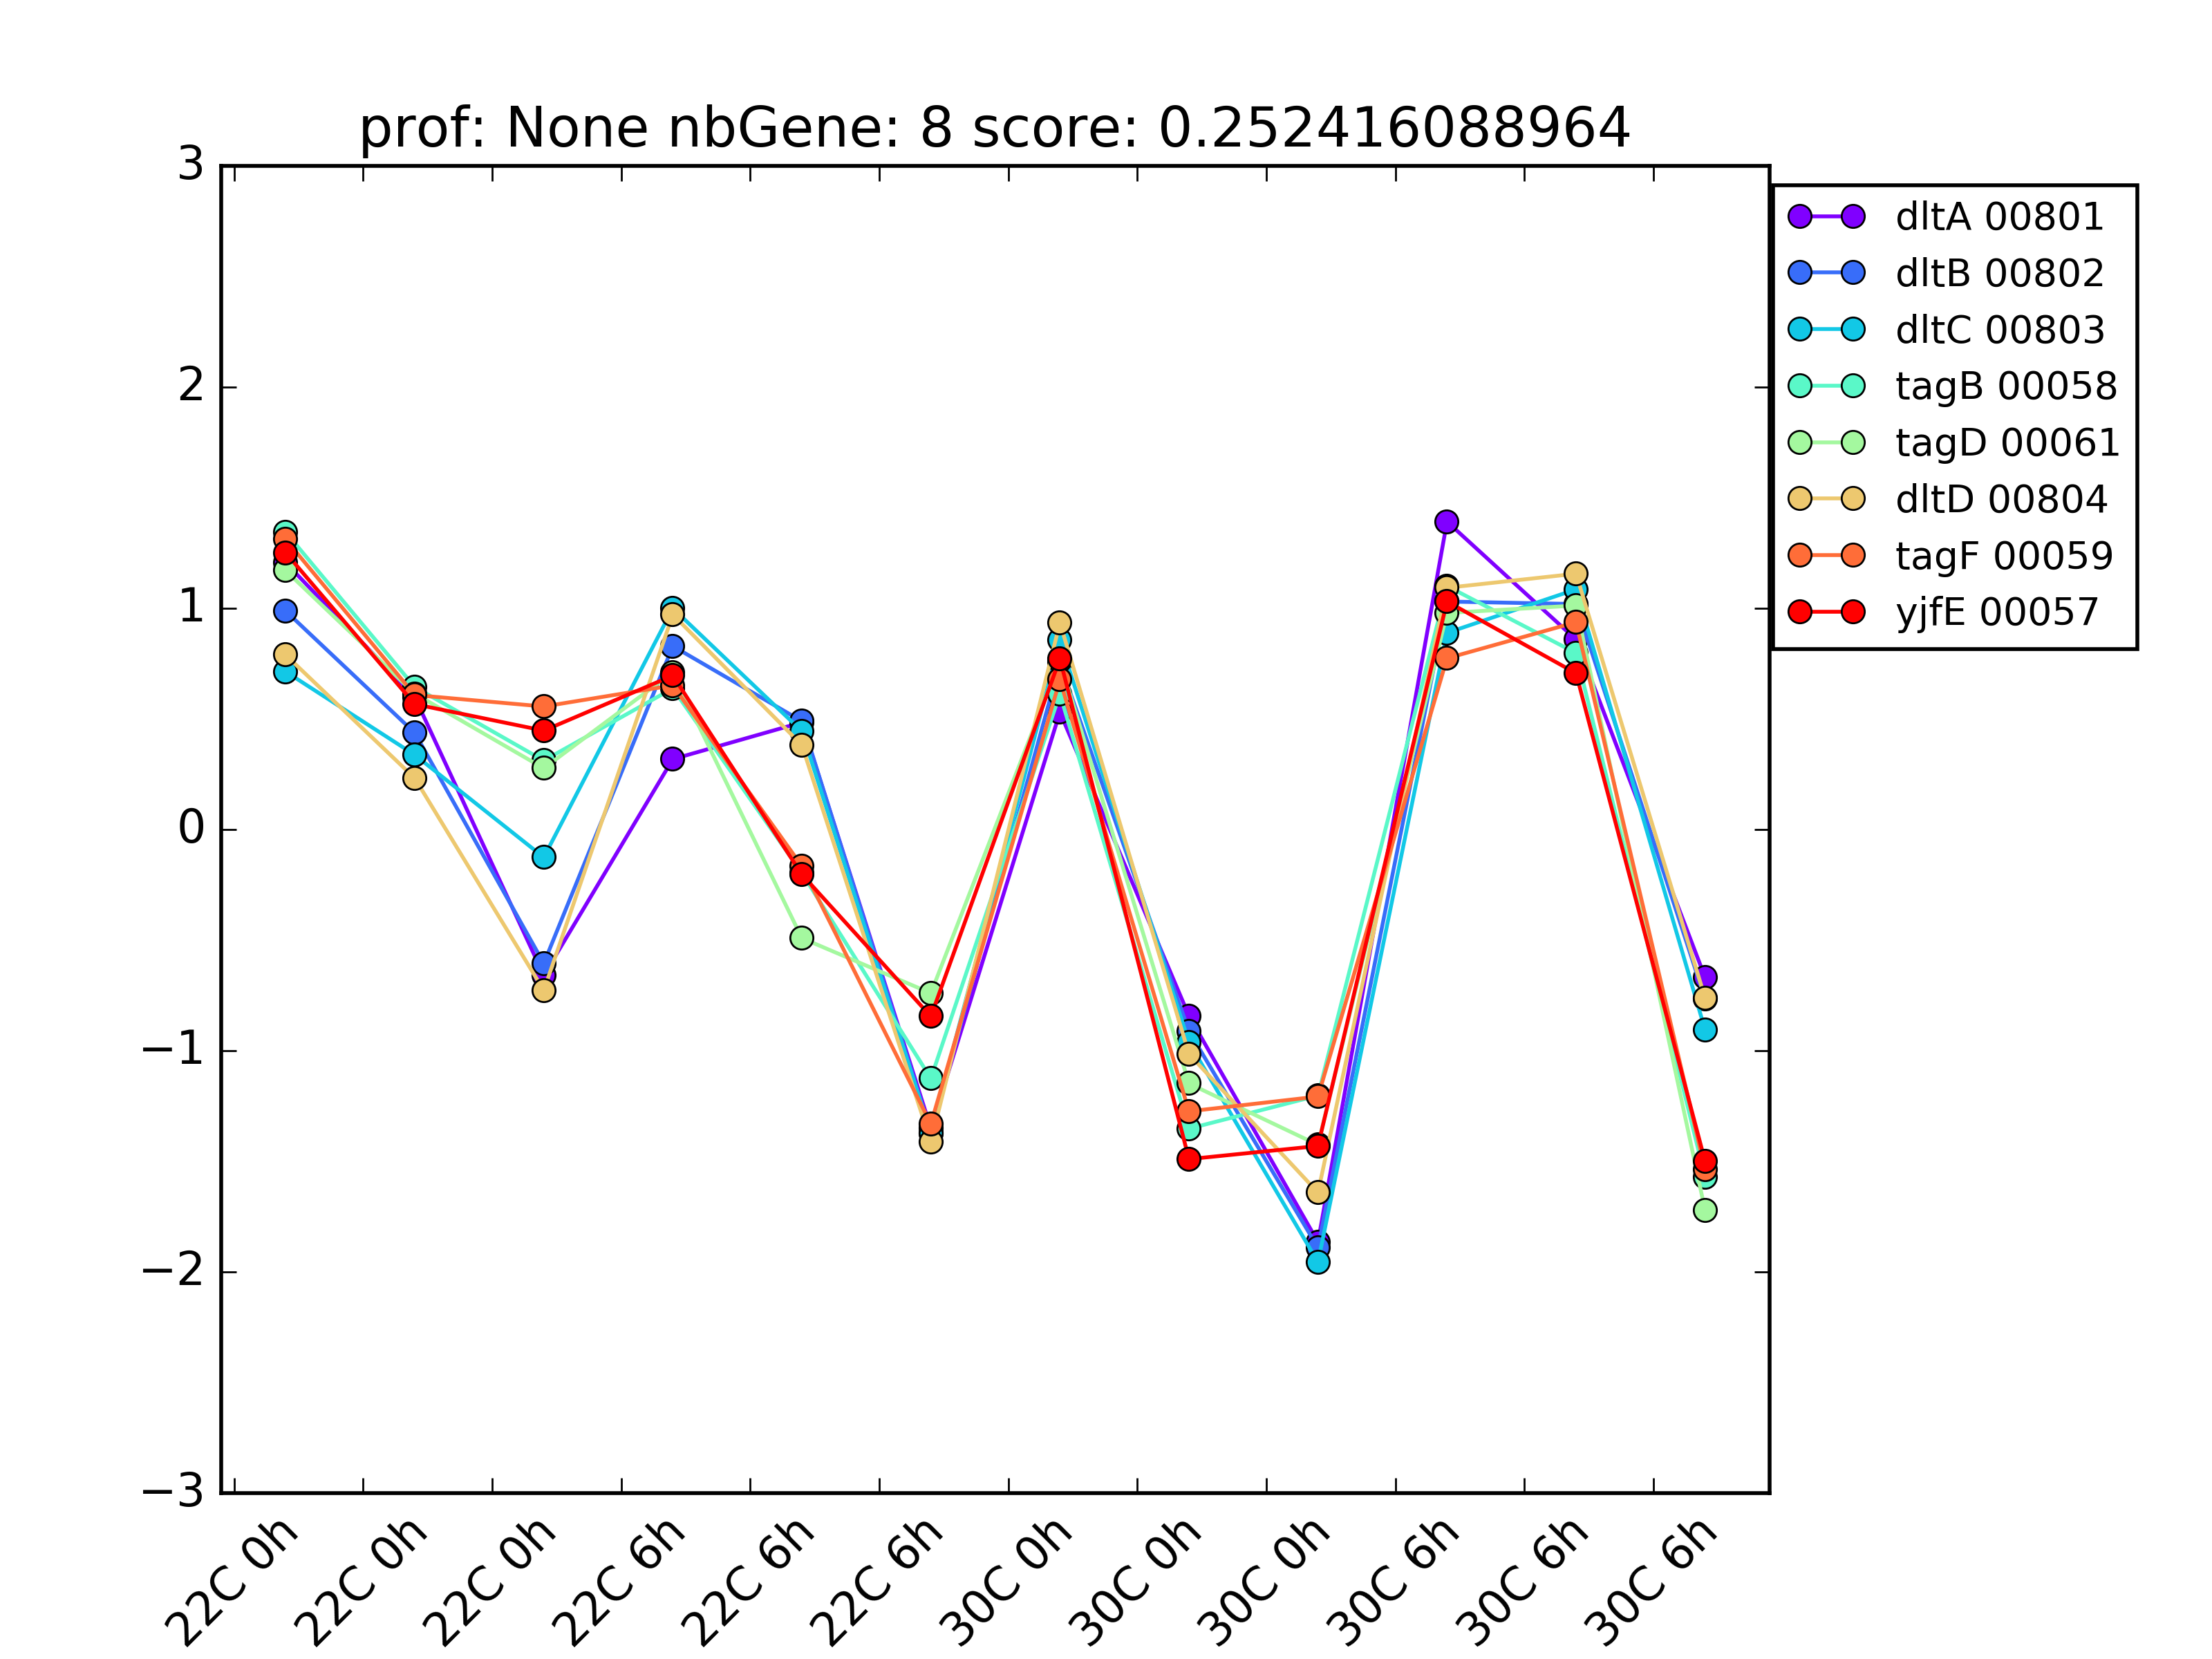 prof: None nbGene: 8 score: 0.252416088964
3
2
1
0
−1
−2
−3
22C 0h
22C 0h
22C 0h
22C 6h
22C 6h
22C 6h
30C 0h
30C 0h
30C 0h
30C 6h
30C 6h
30C 6h
dltA 00801
dltB 00802
dltC 00803
tagB 00058
tagD 00061
dltD 00804
tagF 00059
yjfE 00057